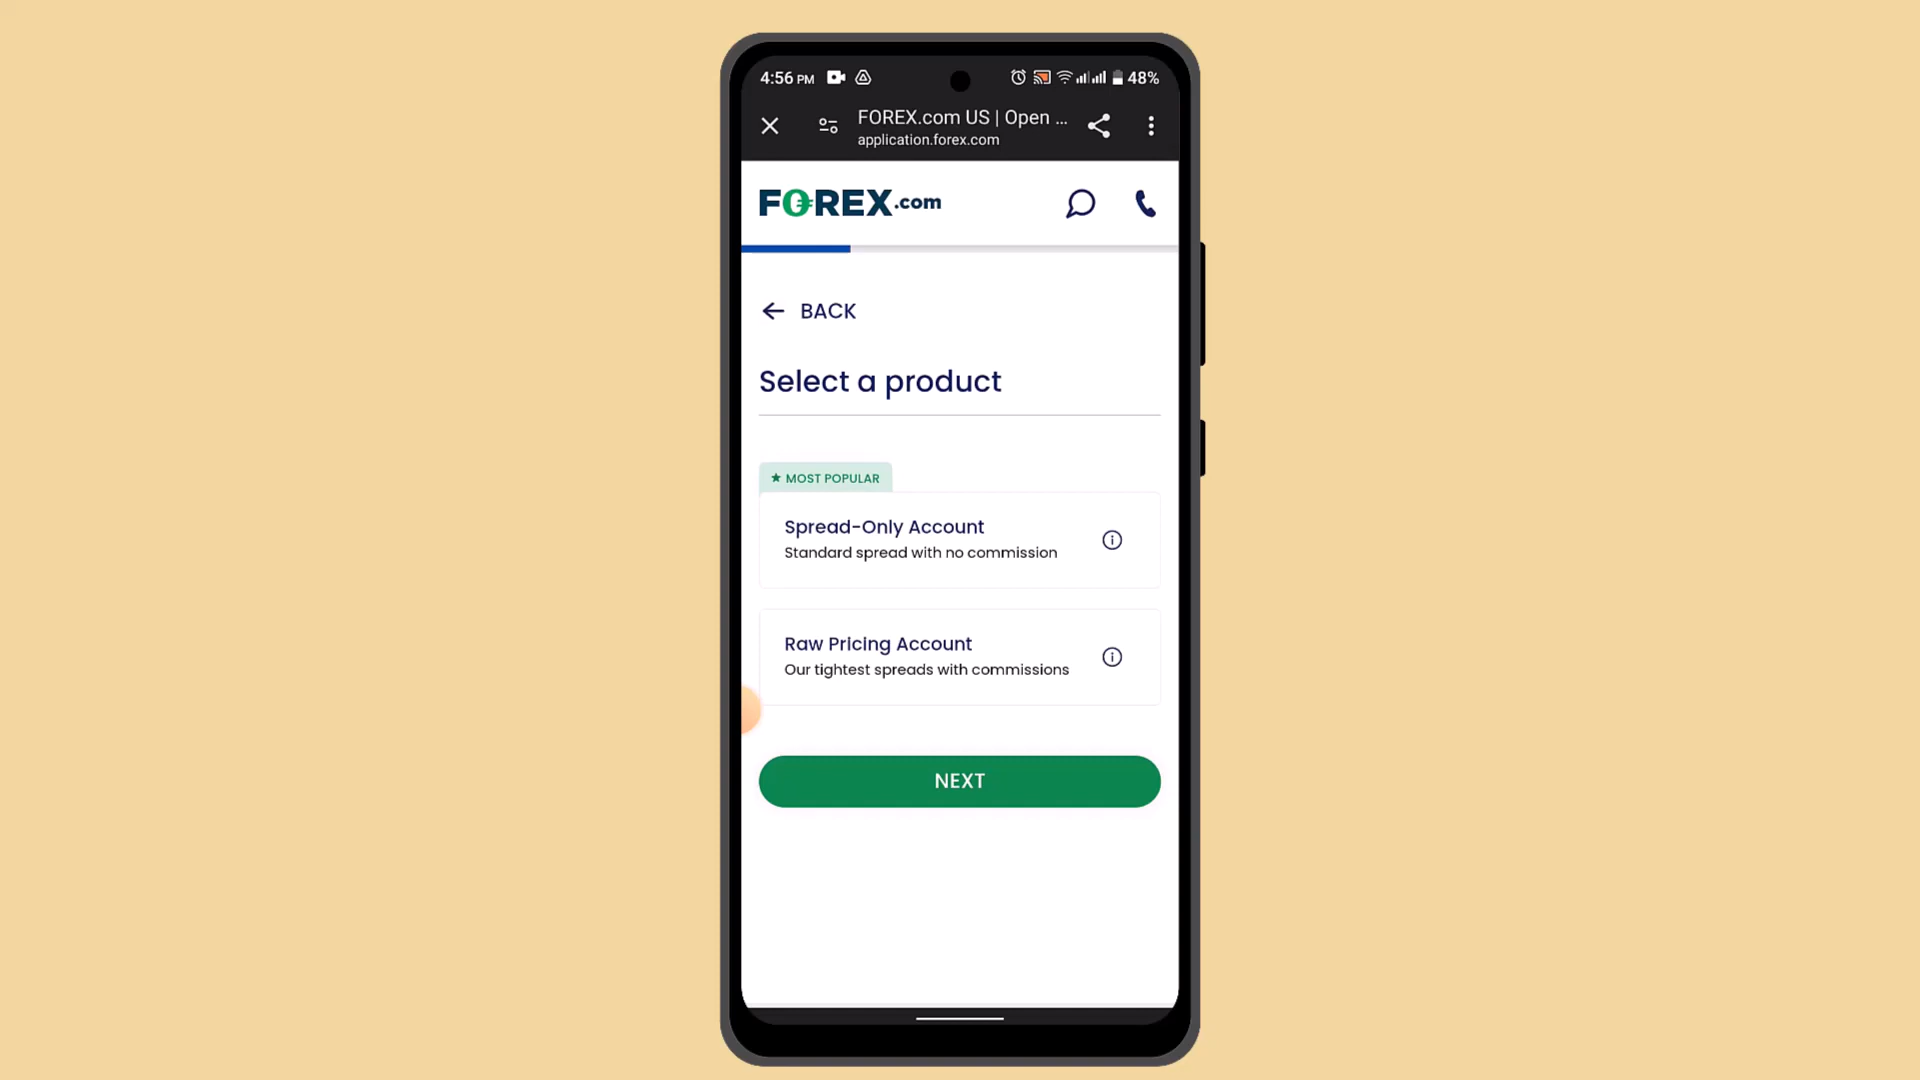 4:56 PM 48%
FOREX.com US | Open ...
application.forex.com
FOREX.com
BACK
Select a product
MOST POPULAR
Spread-Only Account
Standard spread with no commission
Raw Pricing Account
Our tightest spreads with commissions
NEXT